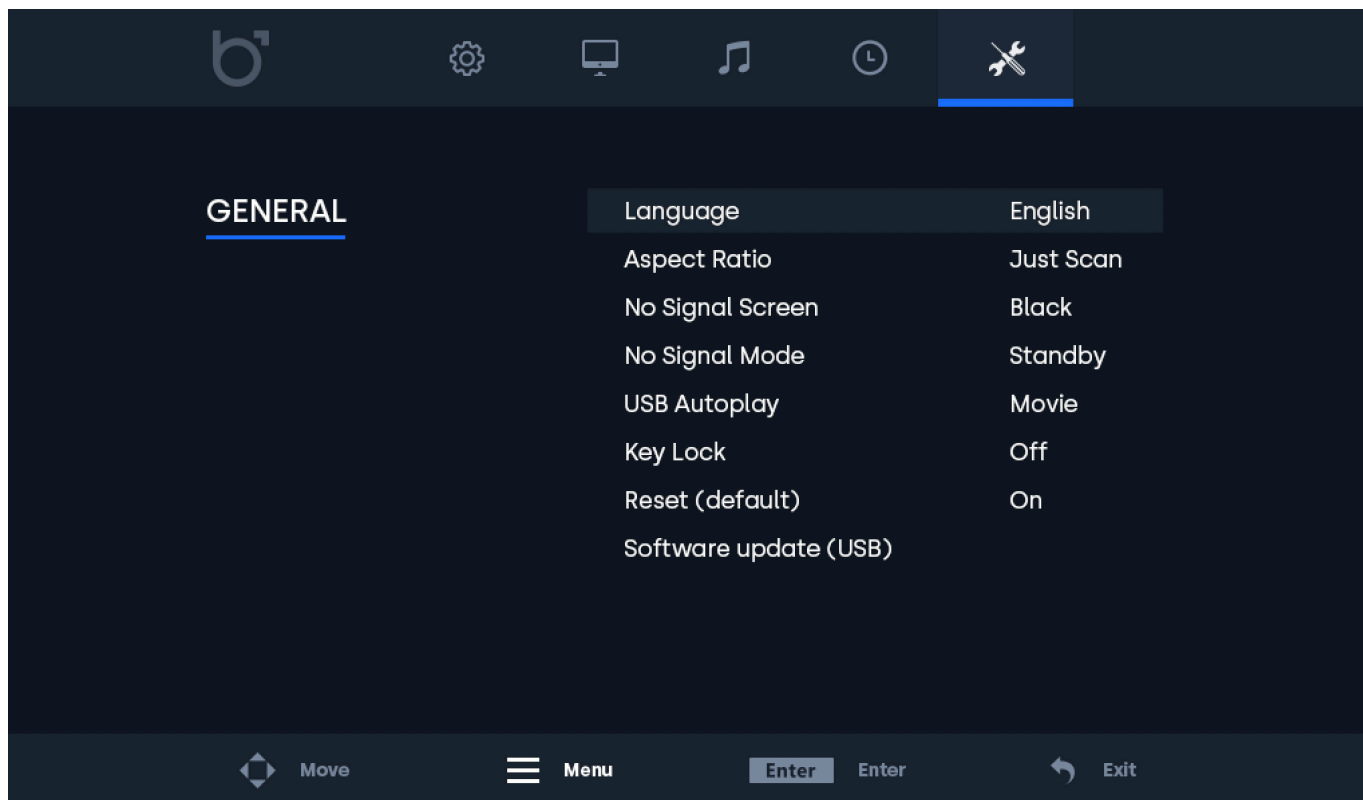 GENERAL
Language English
Aspect Ratio Just Scan
No Signal Screen Black
No Signal Mode Standby
USB Autoplay Movie
Key Lock Off
Reset (default) On
Software update (USB)
Move Menu Enter Enter Exit